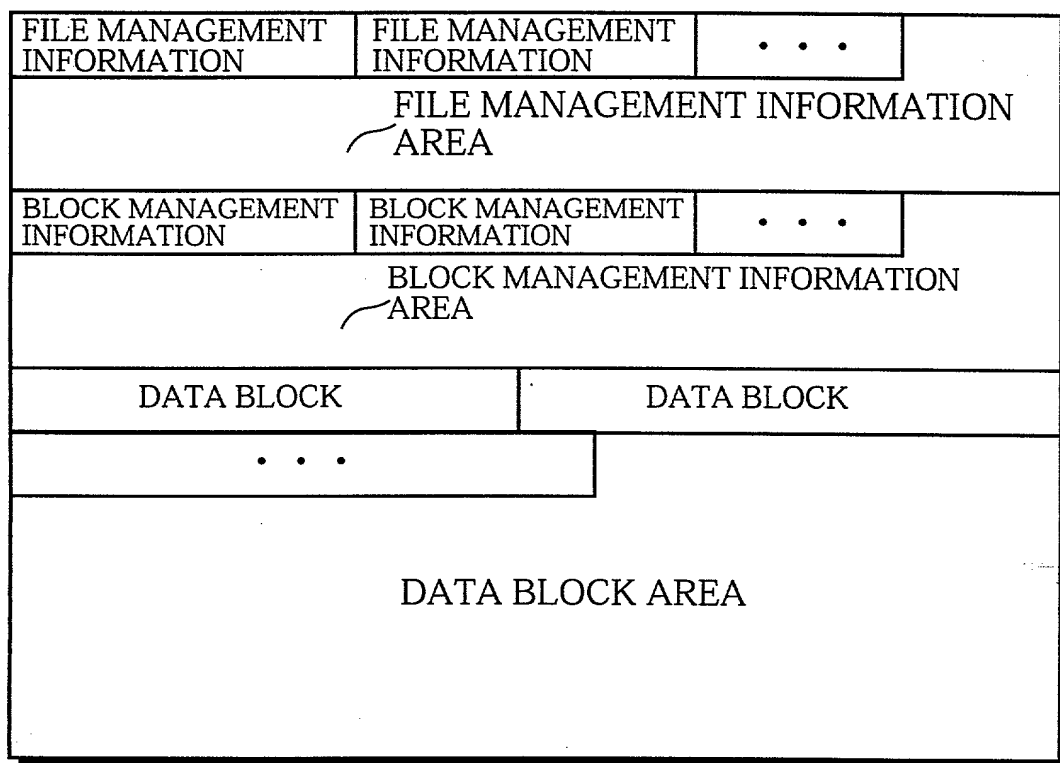 FILE MANAGEMENT INFORMATION
FILE MANAGEMENT INFORMATION
• • •
FILE MANAGEMENT INFORMATION
AREA
BLOCK MANAGEMENT INFORMATION
BLOCK MANAGEMENT INFORMATION
• • •
BLOCK MANAGEMENT INFORMATION
AREA
DATA BLOCK
DATA BLOCK
• • •
DATA BLOCK AREA